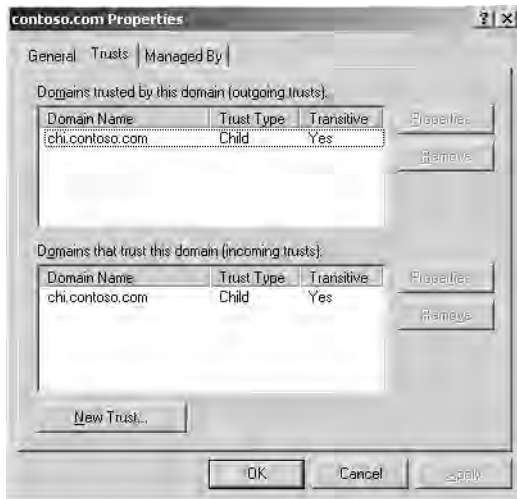 contoso.com Properties
General Trusts Managed By
Domains trusted by this domain (outgoing trusts):
Domain Name Trust Type Transitive
chi.contoso.com Child Yes
Properties
Remove
Domains that trust this domain (incoming trusts):
Domain Name Trust Type Transitive
chi.contoso.com Child Yes
Properties
Remove
New Trust...
OK Cancel Apply